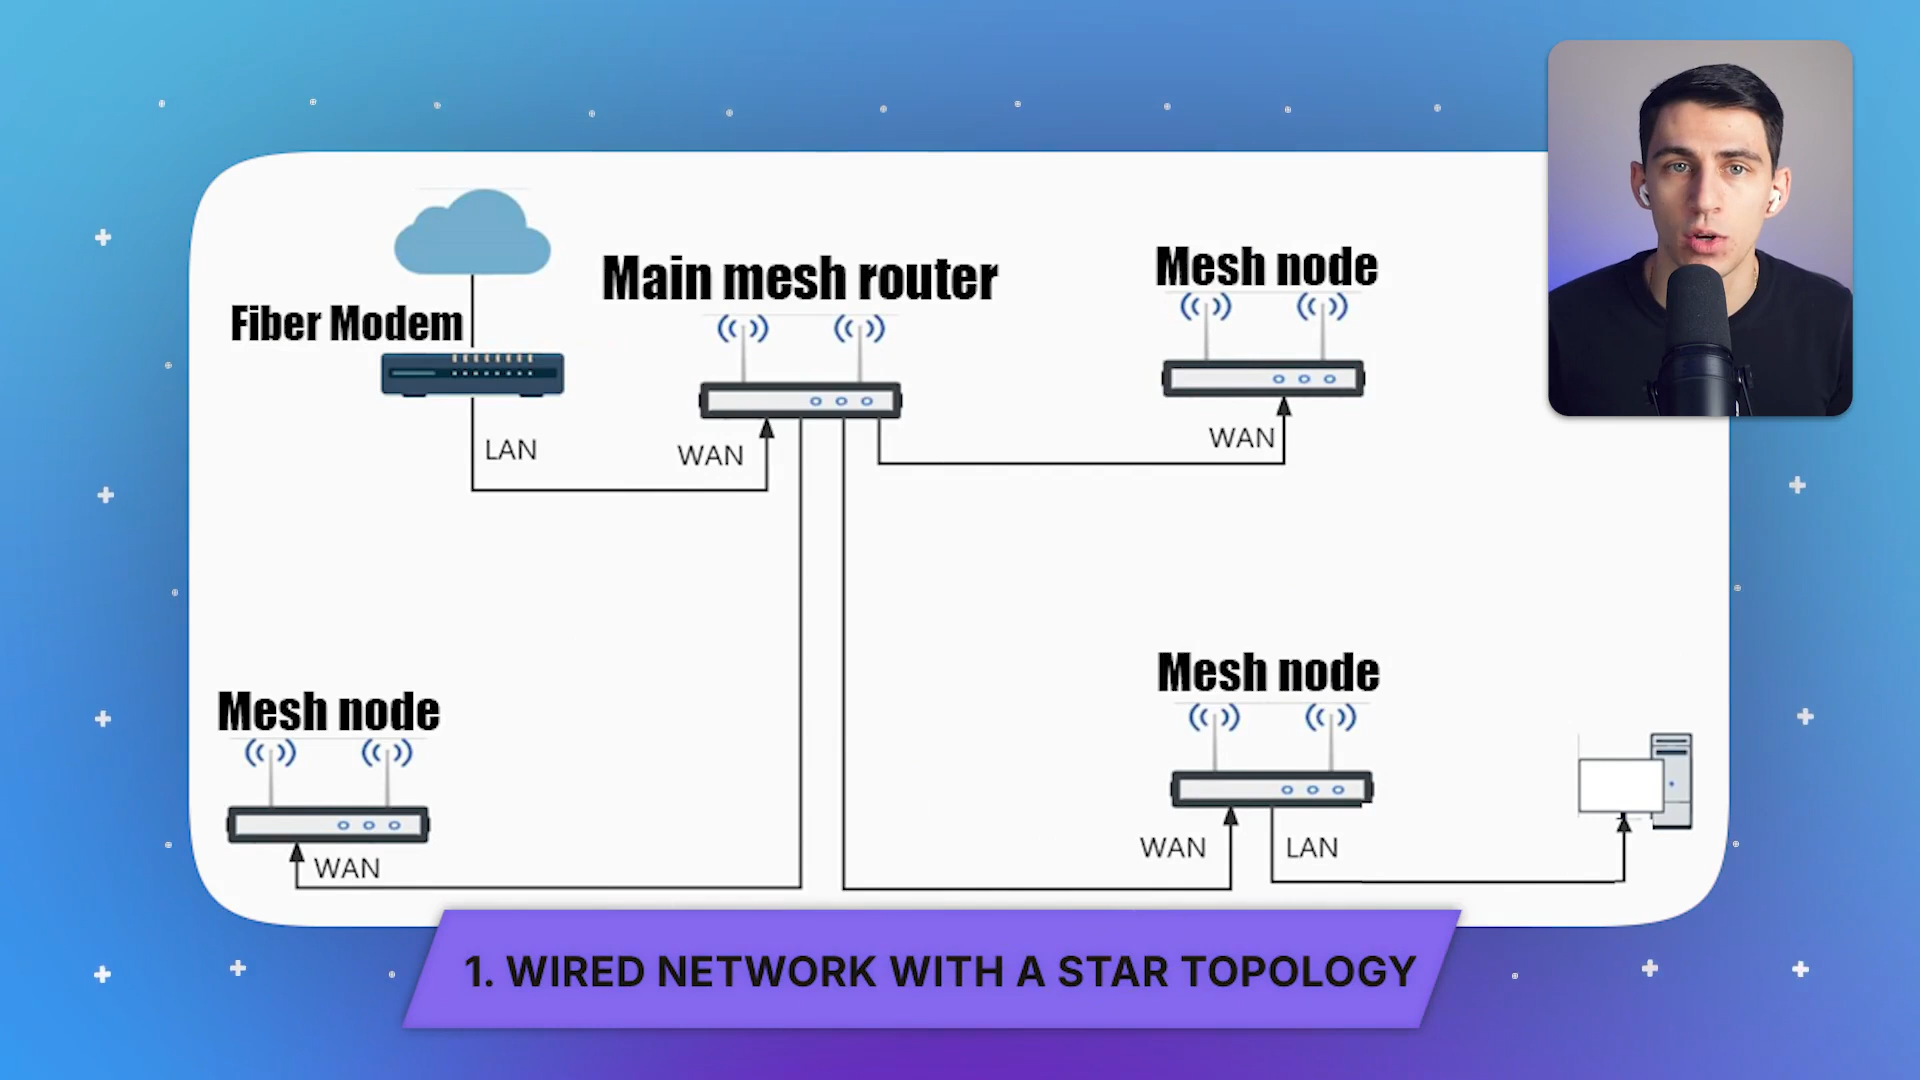 Main mesh router
Mesh node
Fiber Modem
LAN
WAN
WAN
Mesh node
Mesh node
WAN
WAN
LAN
1. WIRED NETWORK WITH A STAR TOPOLOGY